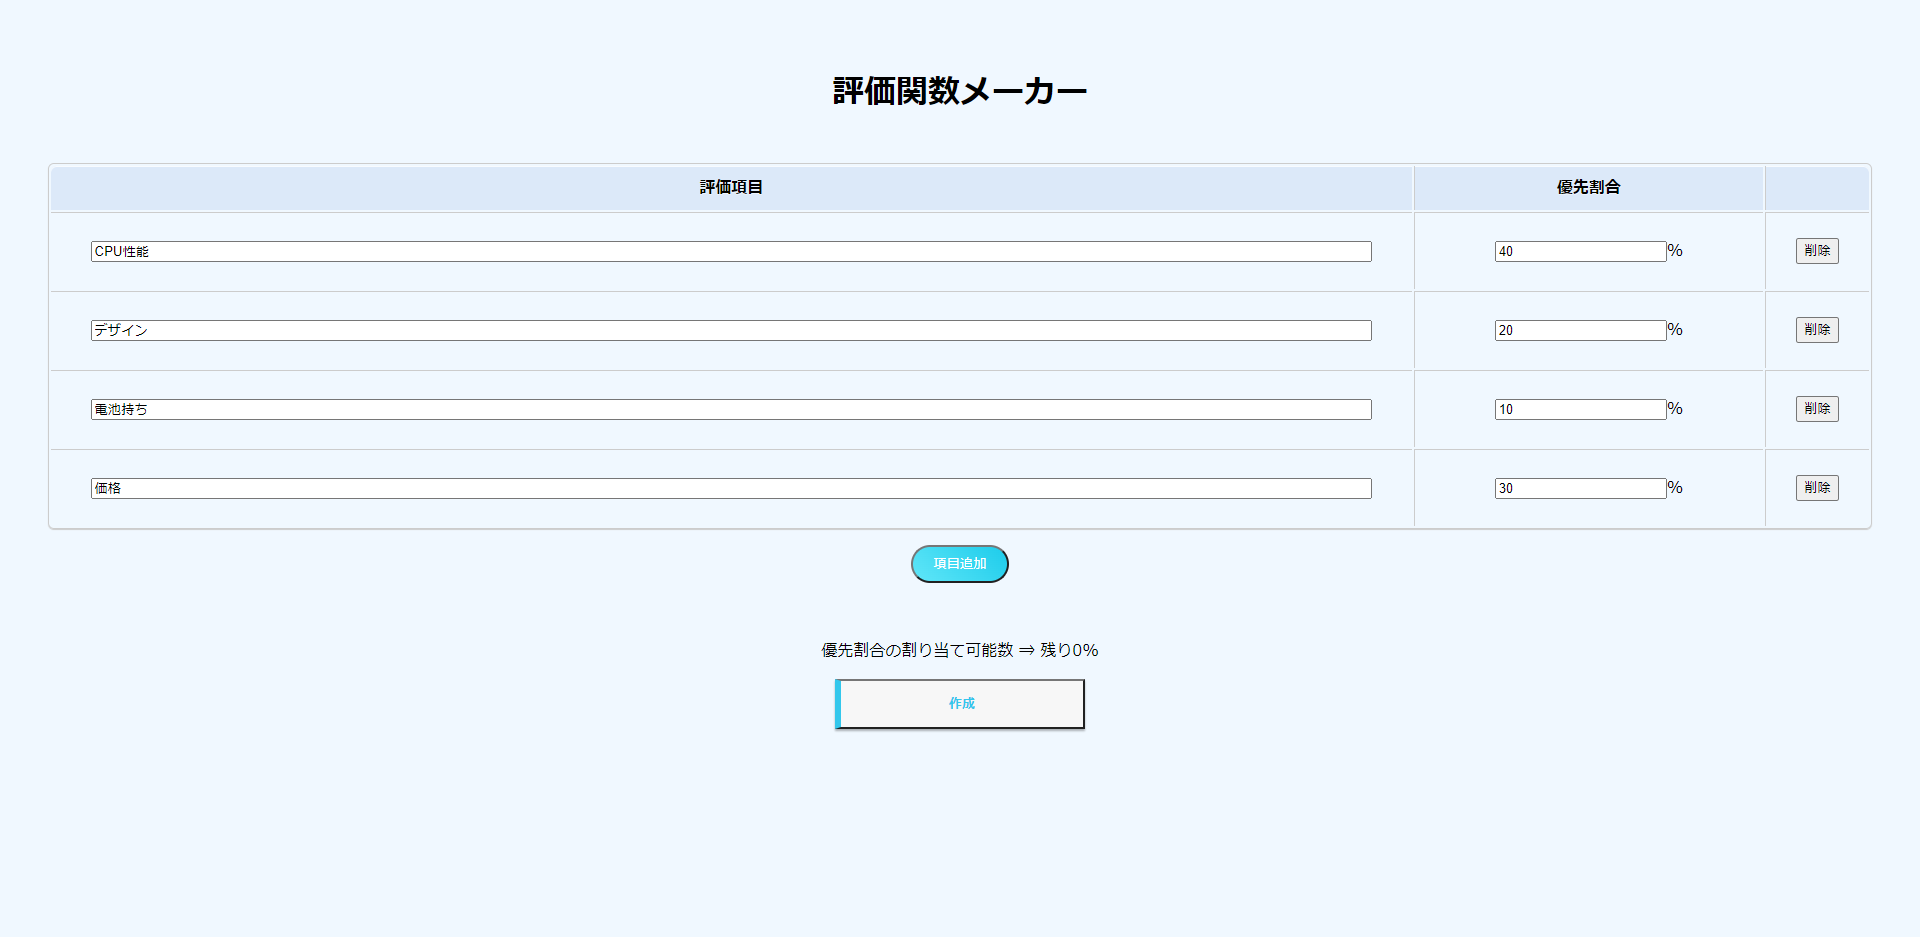 評価関数メーカー
評価項目 優先割合
CPU性能 40 % 削除
デザイン 20 % 削除
電池持ち 10 % 削除
価格 30 % 削除
項目追加
優先割合の割り当て可能数 ⇒ 残り0%
作成